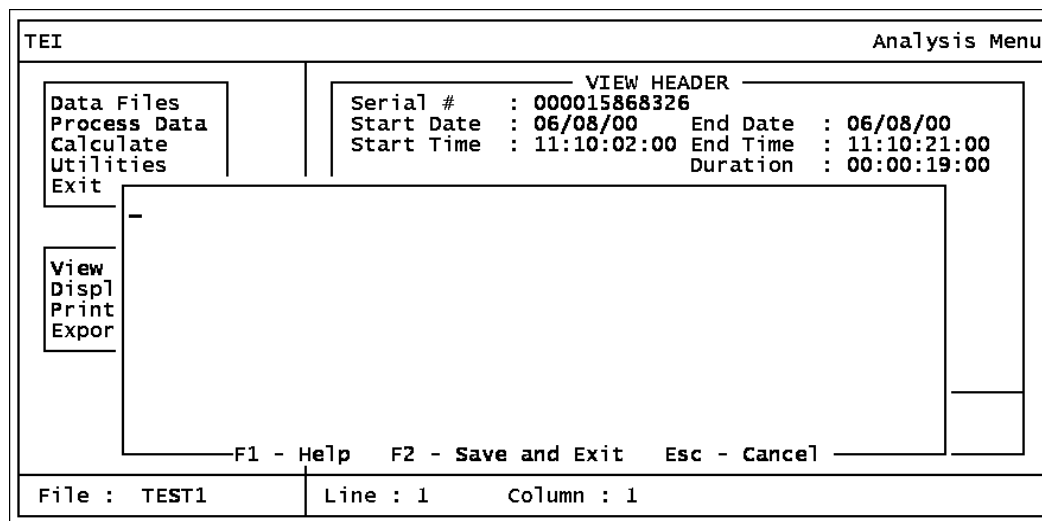 TEI Analysis Menu
VIEW HEADER
Data Files
Process Data
Calculate
Utilities
Exit
Serial # : 000015868326
Start Date : 06/08/00 End Date : 06/08/00
Start Time : 11:10:02:00 End Time : 11:10:21:00
Duration : 00:00:19:00
View
Displ
Print
Expor
F1 - Help F2 - Save and Exit Esc - Cancel
File : TEST1 Line : 1 Column : 1